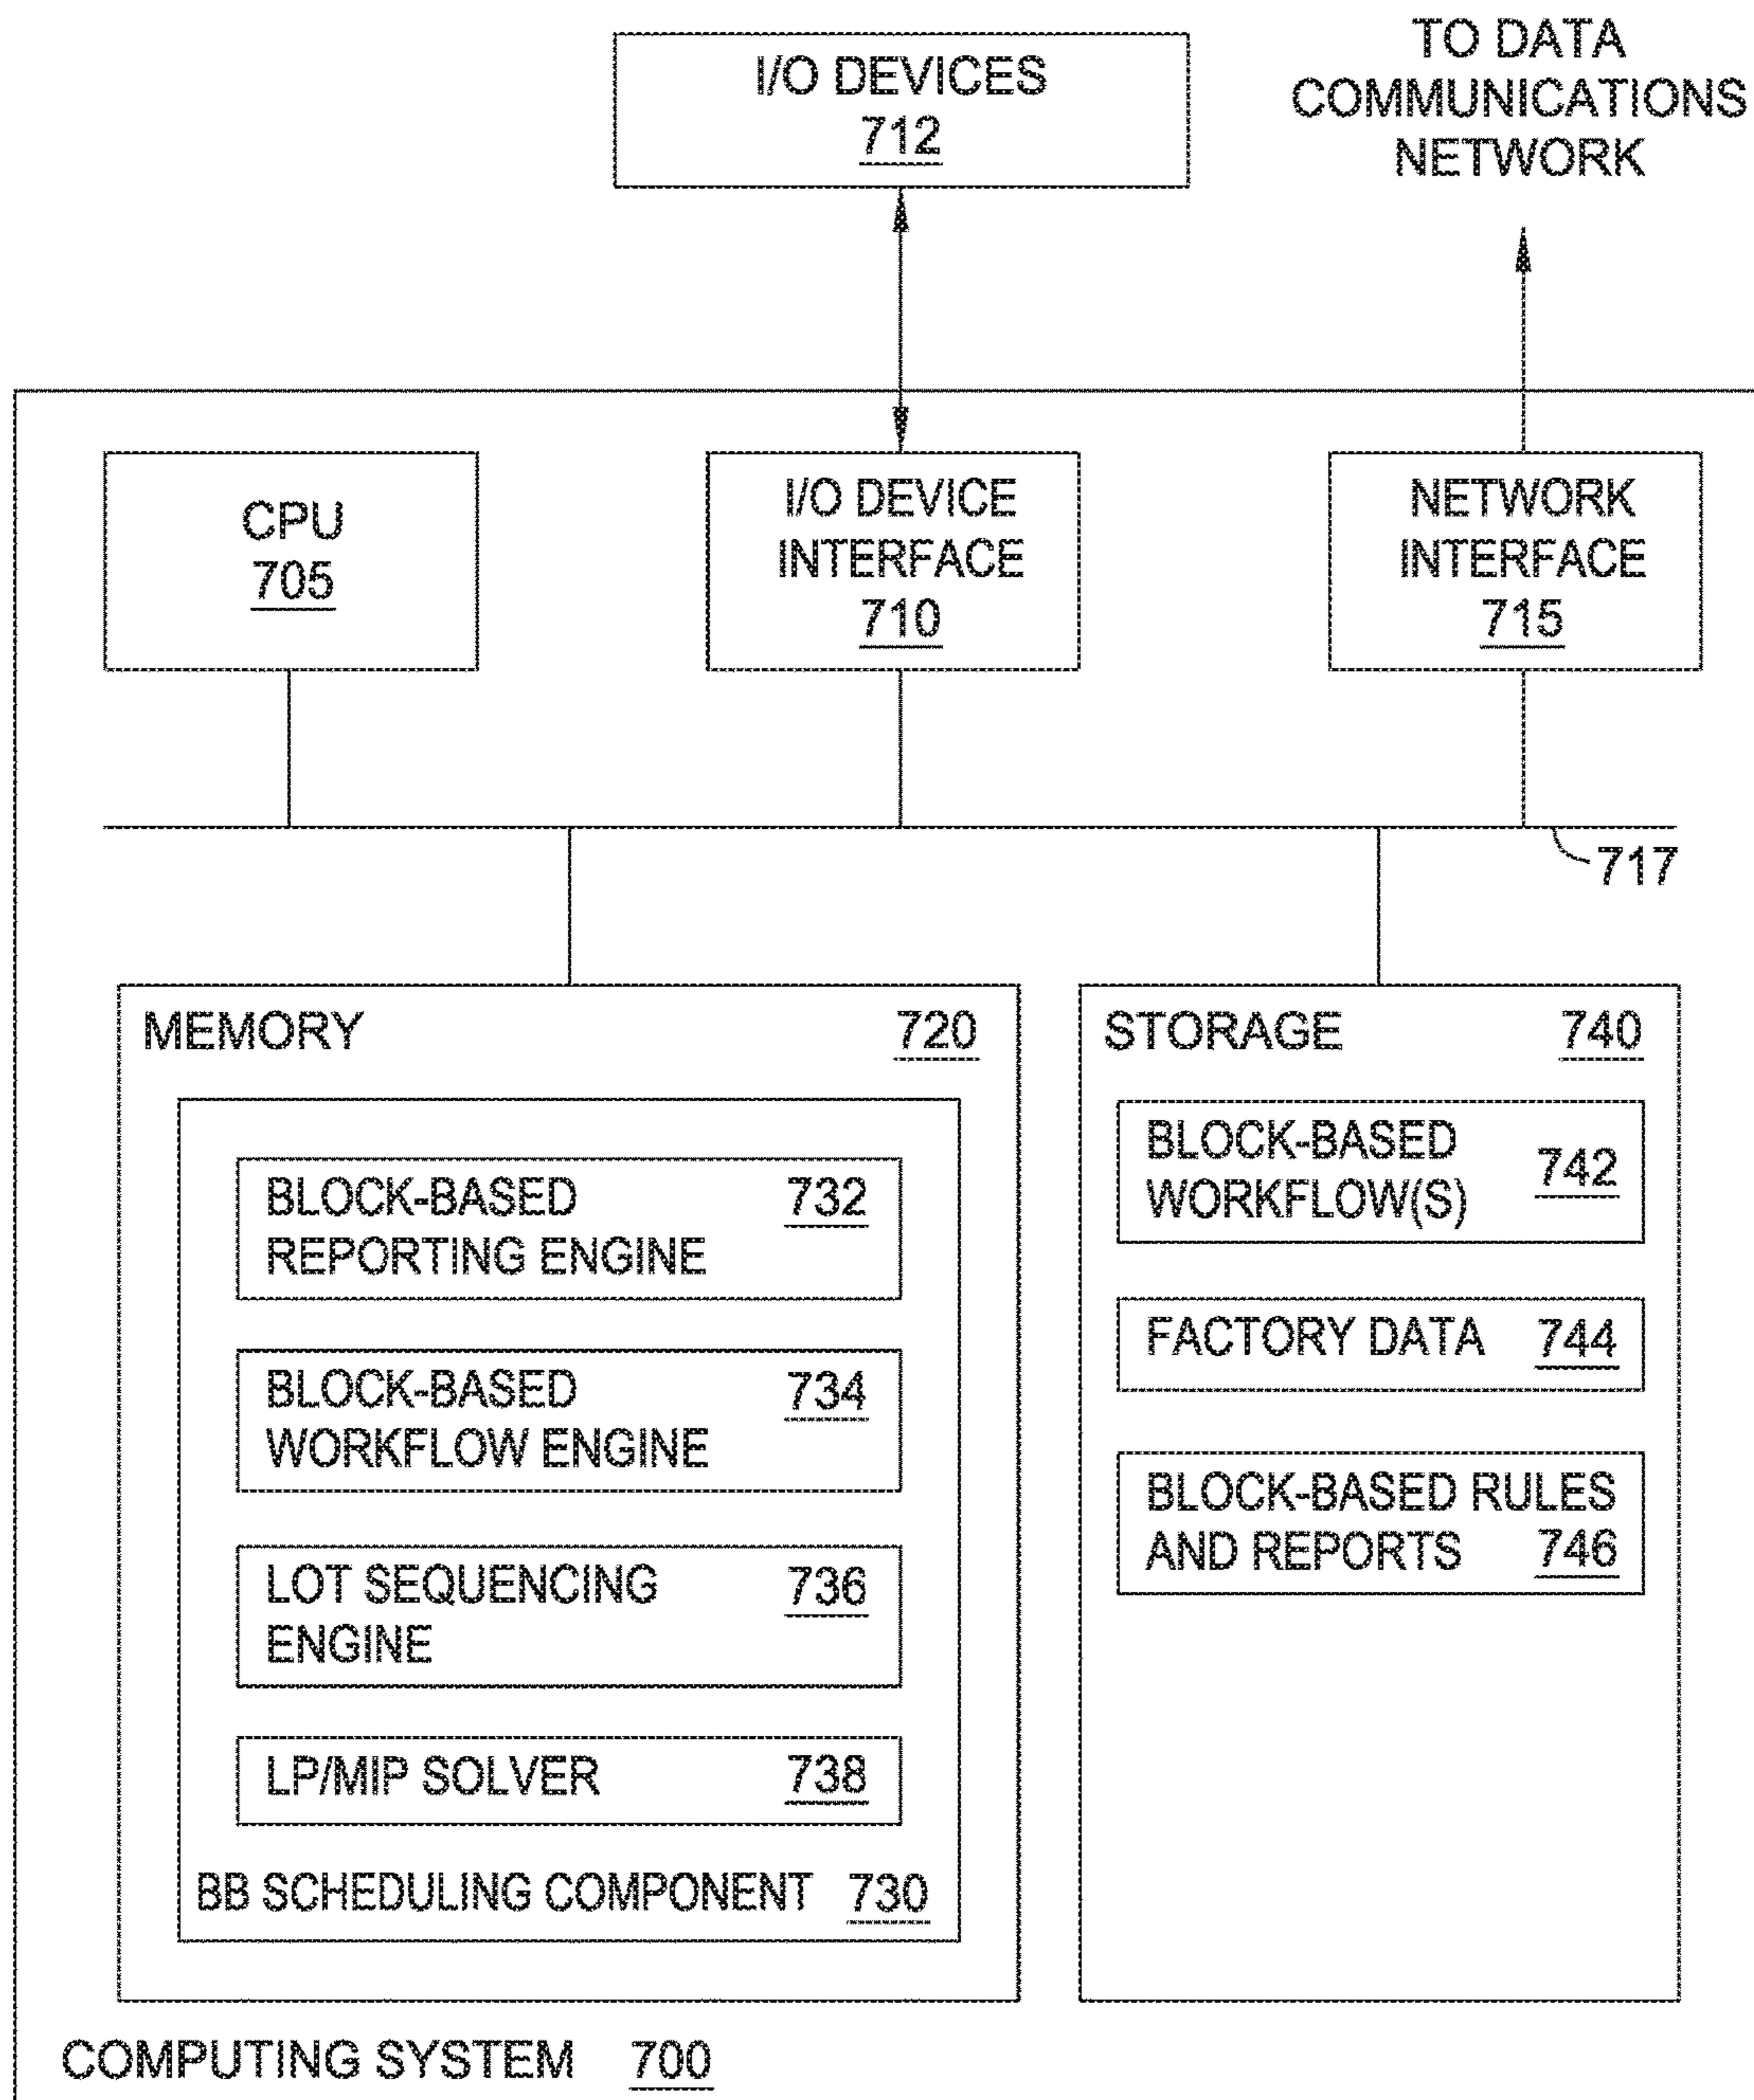 I/O DEVICES
712
TO DATA
COMMUNICATIONS
NETWORK
CPU
705
I/O DEVICE
INTERFACE
710
NETWORK
INTERFACE
715
717
MEMORY 720
BLOCK-BASED 732
REPORTING ENGINE
BLOCK-BASED 734
WORKFLOW ENGINE
LOT SEQUENCING 736
ENGINE
LP/MIP SOLVER 738
BB SCHEDULING COMPONENT 730
STORAGE 740
BLOCK-BASED 742
WORKFLOW(S)
FACTORY DATA 744
BLOCK-BASED RULES
AND REPORTS 746
COMPUTING SYSTEM 700